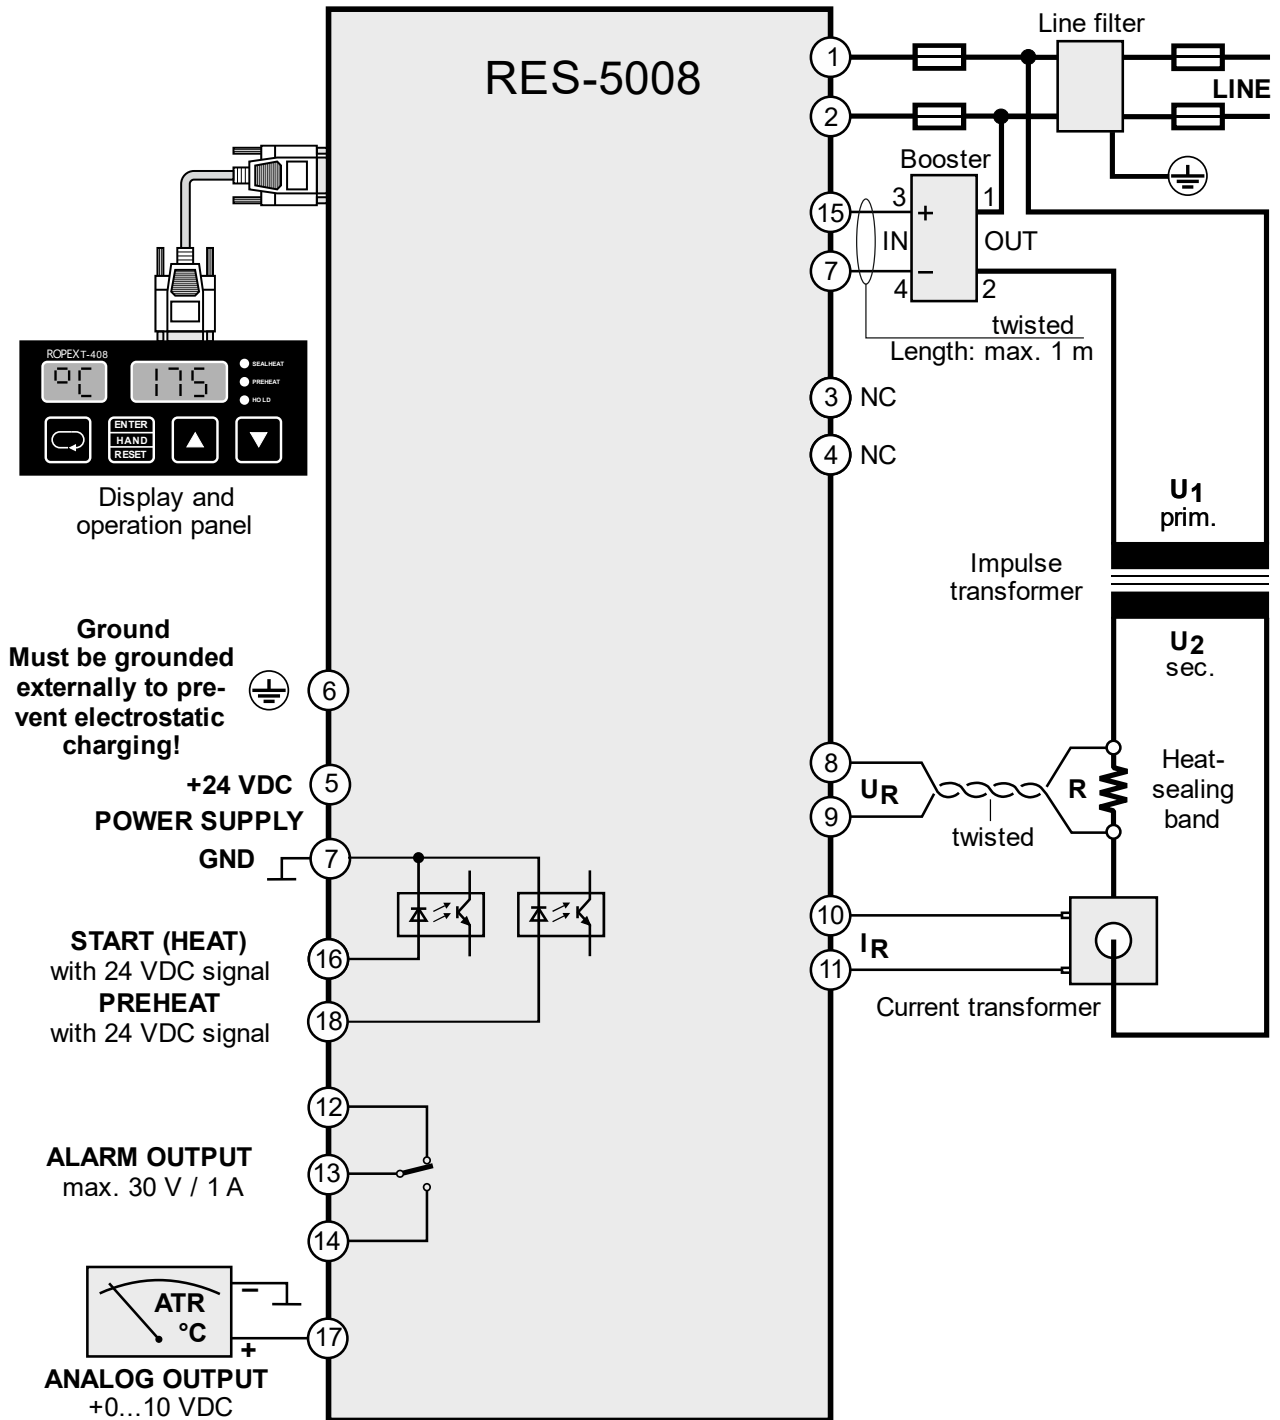 RES-5008
Line filter
1
LINE
2
Booster
15
3
+
1
IN
OUT
7
4
−
2
twisted
Length: max. 1 m
3
NC
4
NC
ROPEX T-408
°C
175
SEALHEAT
PREHEAT
HOLD
ENTER
HAND
RESET
Display and
operation panel
U1
prim.
Impulse
transformer
U2
sec.
Ground
Must be grounded
externally to pre-
vent electrostatic
charging!
6
+24 VDC
5
POWER SUPPLY
GND
7
8
UR
9
twisted
R
Heat-
sealing
band
START (HEAT)
with 24 VDC signal
16
PREHEAT
with 24 VDC signal
18
10
IR
11
Current transformer
12
ALARM OUTPUT
max. 30 V / 1 A
13
14
ATR
°C
−
+
17
ANALOG OUTPUT
+0...10 VDC